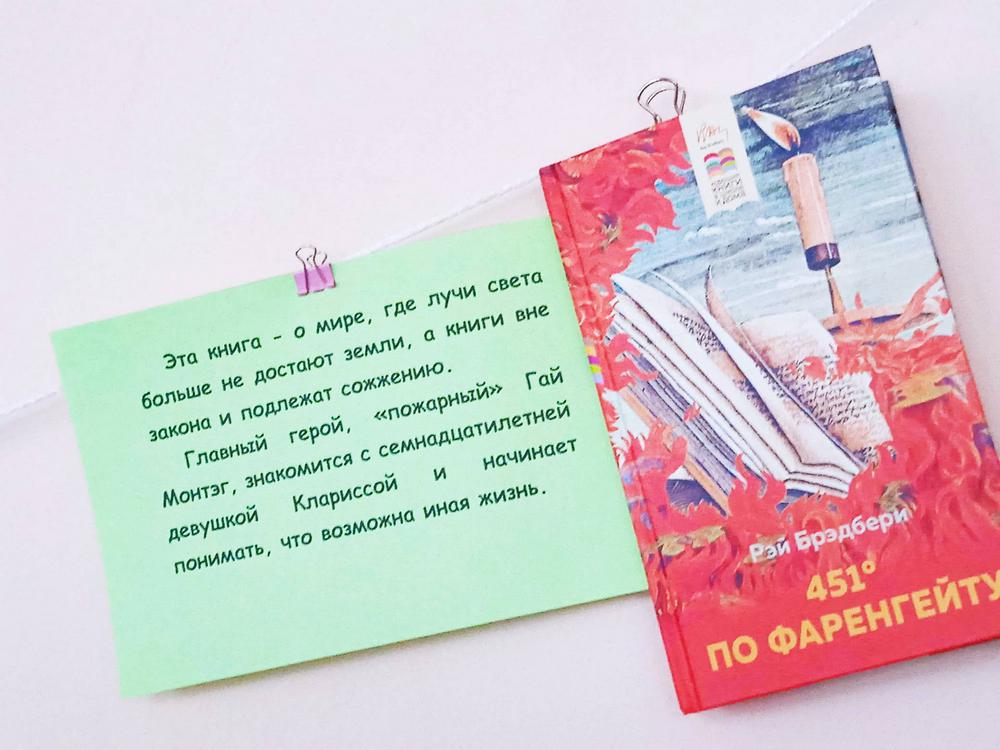 Эта книга - о мире, где лучи света
больше не достают земли, а книги вне
закона и подлежат сожжению.
Главный герой, «пожарный» Гай
Монтэг, знакомится с семнадцатилетней
девушкой Клариссой и начинает
понимать, что возможна иная жизнь.
КНИГИ
Рэй Брэдбери
451°
ПО ФАРЕНГЕЙТУ